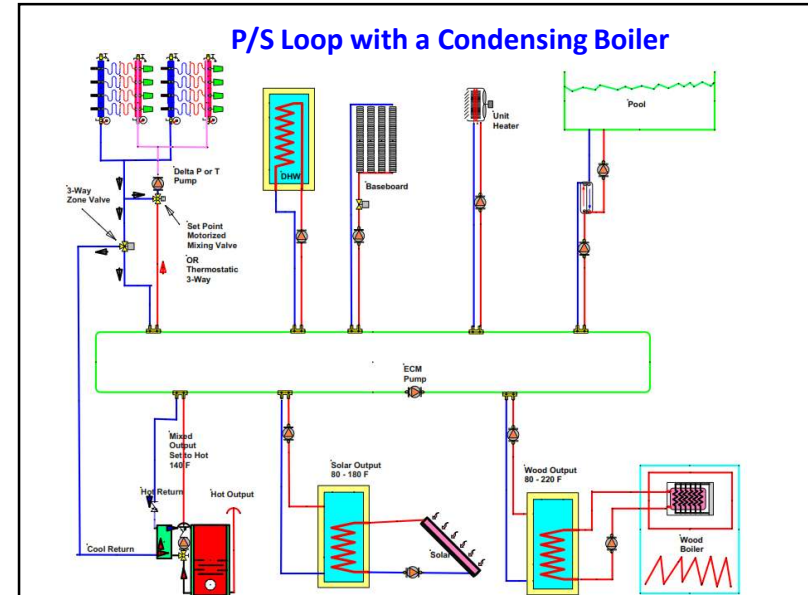 P/S Loop with a Condensing Boiler
Pool
Unit
Heater
DHW
Baseboard
Delta P or T
Pump
3-Way
Zone Valve
Set Point
Motorized
Mixing Valve
OR
Thermostatic
3-Way
ECM
Pump
Mixed
Output
Set to Hot
140 F
Hot Return
Hot Output
Cool Return
Solar Output
80 - 180 F
Solar
Wood Output
80 - 220 F
Wood
Boiler